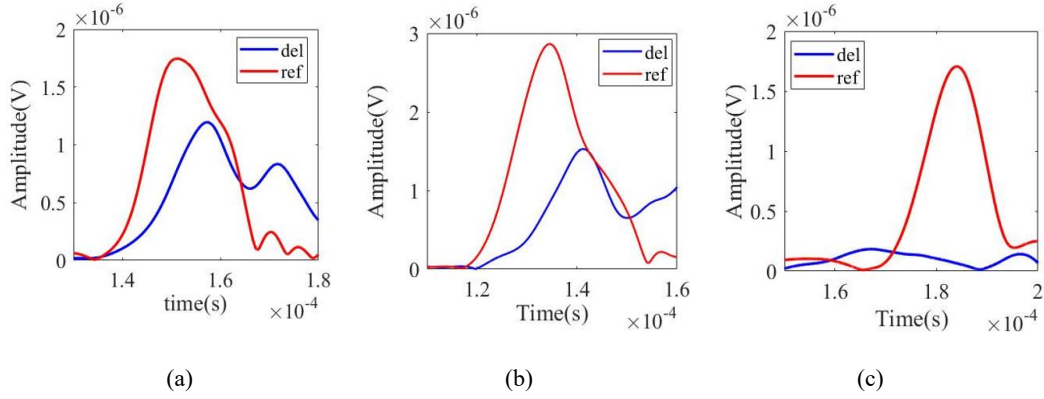 ×10⁻⁶
2
1.5
1
0.5
0
Amplitude(V)
del
ref
1.4
1.6
1.8
time(s)
×10⁻⁴
(a)
×10⁻⁶
3
2
1
0
Amplitude(V)
del
ref
1.2
1.4
1.6
Time(s)
×10⁻⁴
(b)
×10⁻⁶
2
1.5
1
0.5
0
Amplitude(V)
del
ref
1.6
1.8
2
Time(s)
×10⁻⁴
(c)